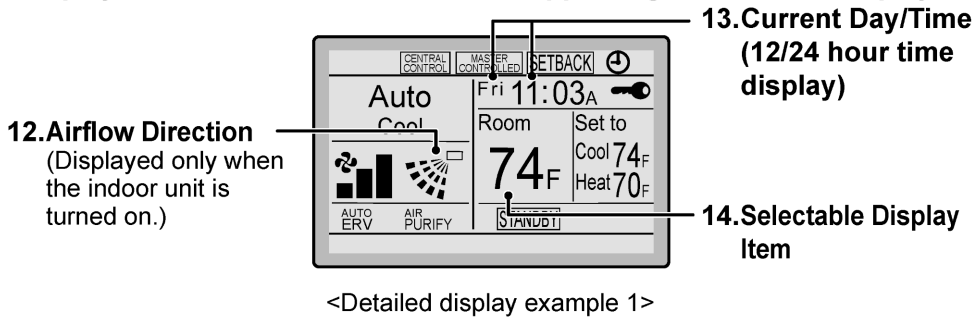 13.Current Day/Time
(12/24 hour time
display)
CENTRAL CONTROL MASTER CONTROLLED SETBACK
Fri 11:03A
Auto
Cool
12.Airflow Direction
(Displayed only when
the indoor unit is
turned on.)
Room
74F
Set to
Cool 74F
Heat 70F
AUTO ERV AIR PURIFY STANDBY
14.Selectable Display
Item
<Detailed display example 1>